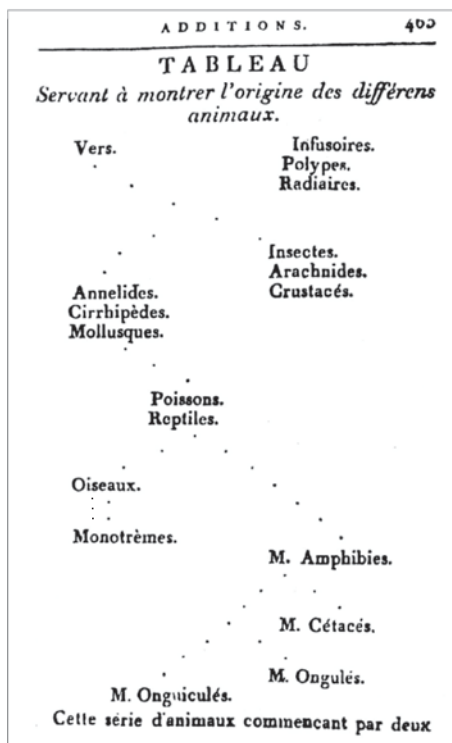 ADDITIONS. 463
TABLEAU
Servant à montrer l'origine des différens
animaux.
Vers. Infusoires.
Polypes.
Radiaires.
Insectes.
Arachnides.
Crustacés.
Annelides.
Cirrhipèdes.
Mollusques.
Poissons.
Reptiles.
Oiseaux.
Monotrèmes.
M. Amphibies.
M. Cétacés.
M. Ongulés.
M. Onguiculés.
Cette série d'animaux commençant par deux